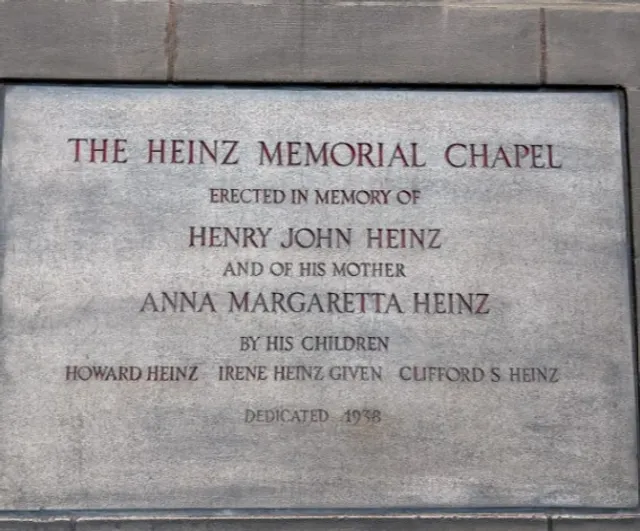 THE HEINZ MEMORIAL CHAPEL
ERECTED IN MEMORY OF
HENRY JOHN HEINZ
AND OF HIS MOTHER
ANNA MARGARETTA HEINZ
BY HIS CHILDREN
HOWARD HEINZ IRENE HEINZ GIVEN CLIFFORD S. HEINZ
DEDICATED 1938